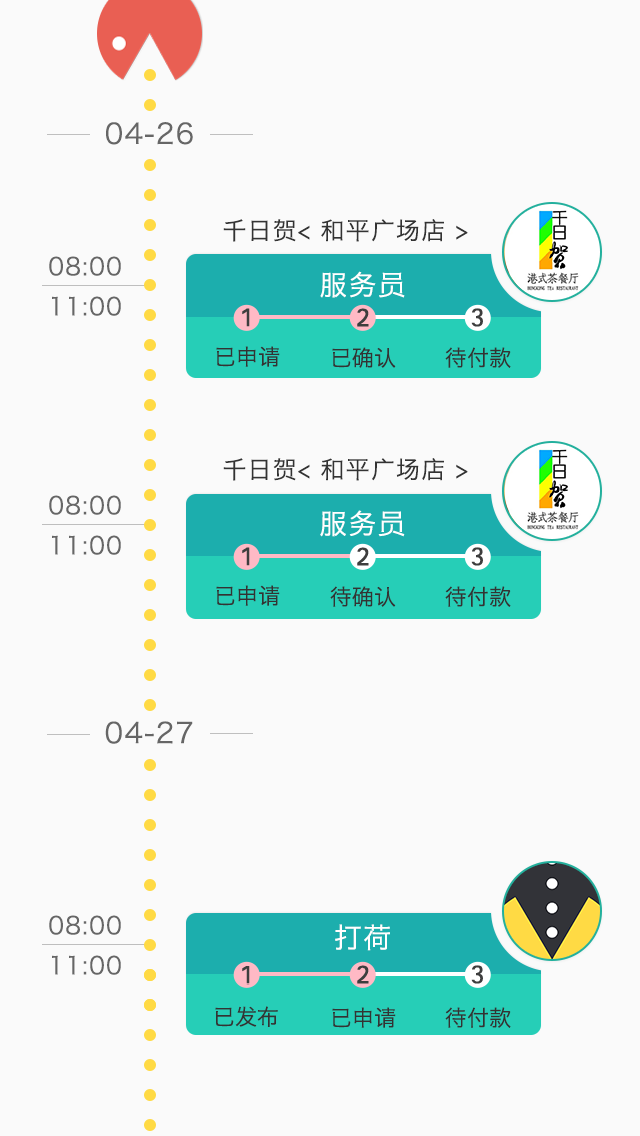 04-26
千日贺< 和平广场店 >
千日贺
港式茶餐厅
HONGKONG TEA RESTAURANT
08:00
11:00
服务员
1 2 3
已申请 已确认 待付款
千日贺< 和平广场店 >
千日贺
港式茶餐厅
HONGKONG TEA RESTAURANT
08:00
11:00
服务员
1 2 3
已申请 待确认 待付款
04-27
08:00
11:00
打荷
1 2 3
已发布 已申请 待付款